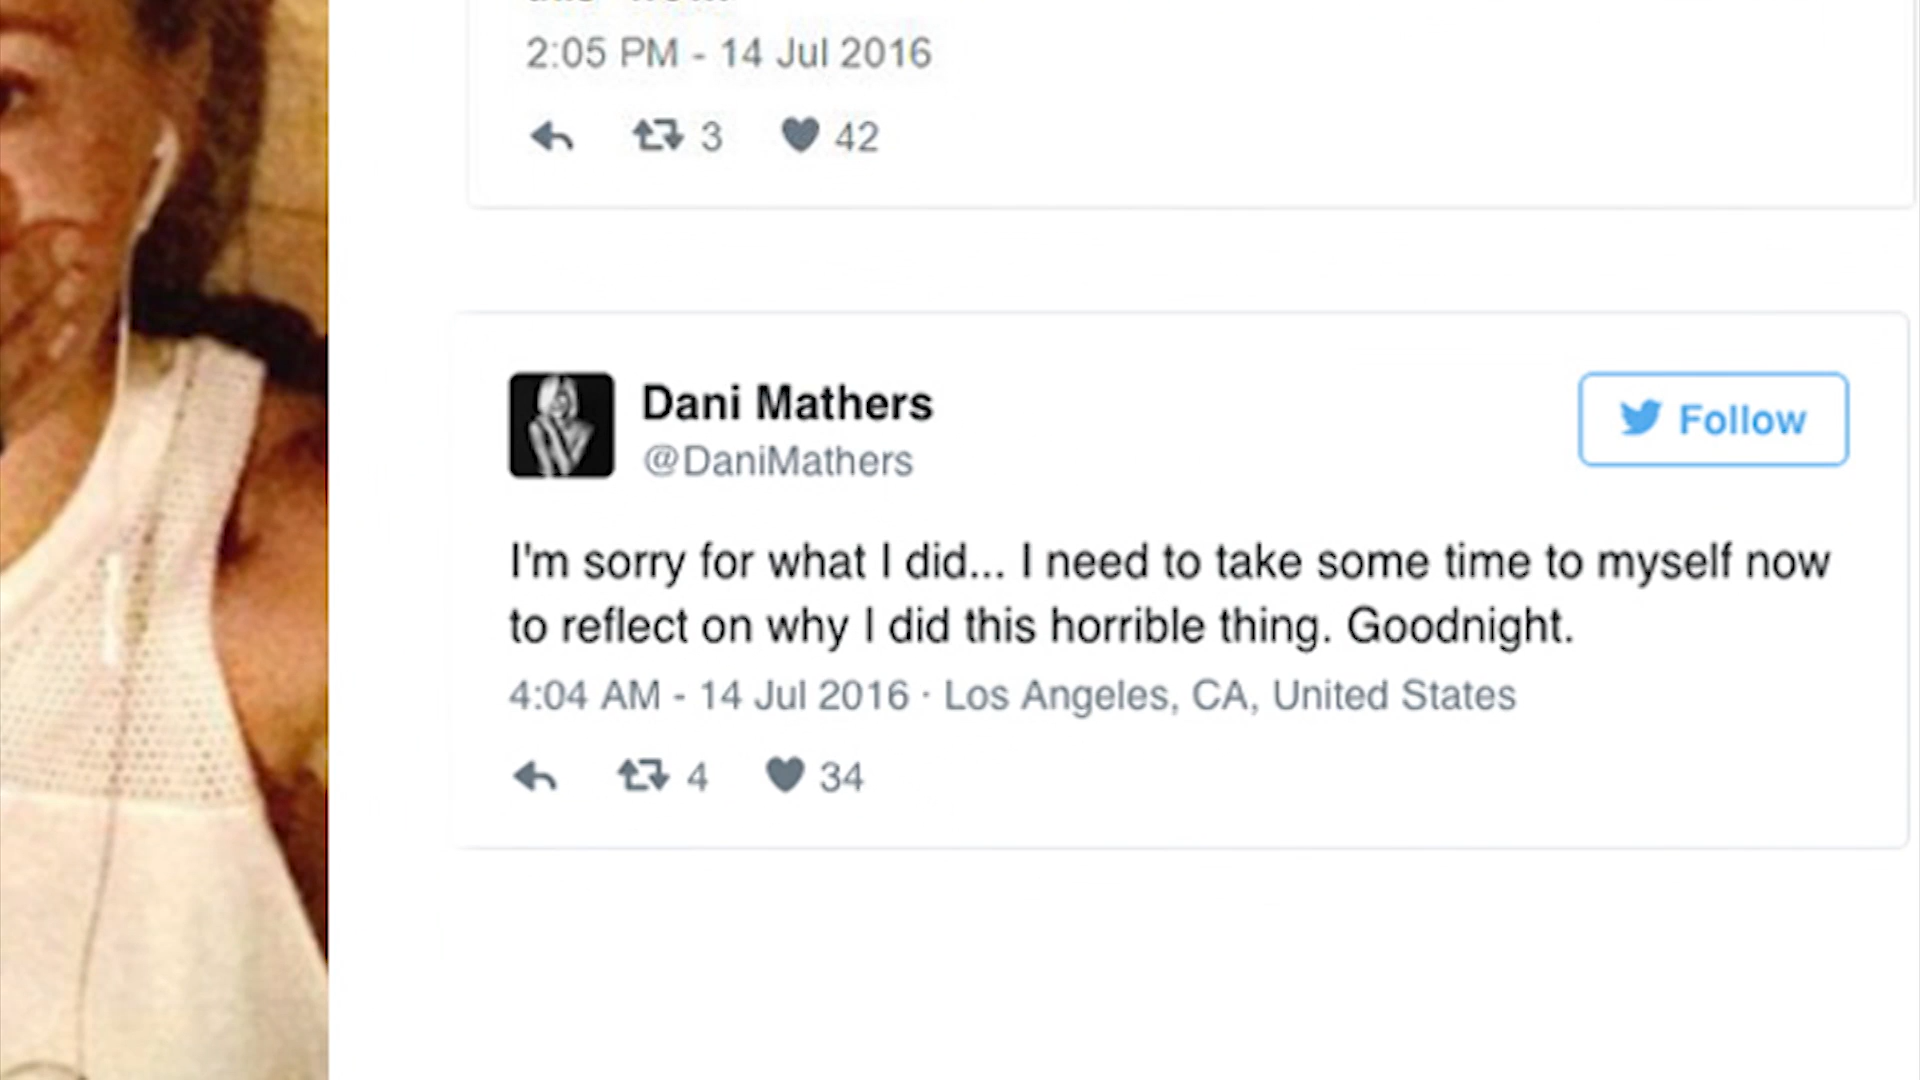 2:05 PM - 14 Jul 2016
3 42
Dani Mathers
@DaniMathers
Follow
I'm sorry for what I did... I need to take some time to myself now
to reflect on why I did this horrible thing. Goodnight.
4:04 AM - 14 Jul 2016 · Los Angeles, CA, United States
4 34